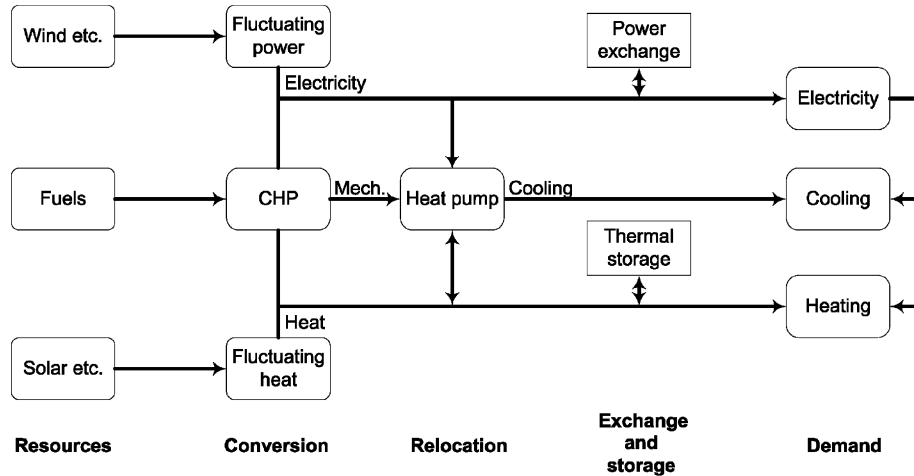 Wind etc.
Fluctuating
power
Power
exchange
Electricity
Electricity
Fuels
CHP
Mech.
Heat pump
Cooling
Cooling
Thermal
storage
Heat
Heating
Solar etc.
Fluctuating
heat
Resources
Conversion
Relocation
Exchange
and
storage
Demand